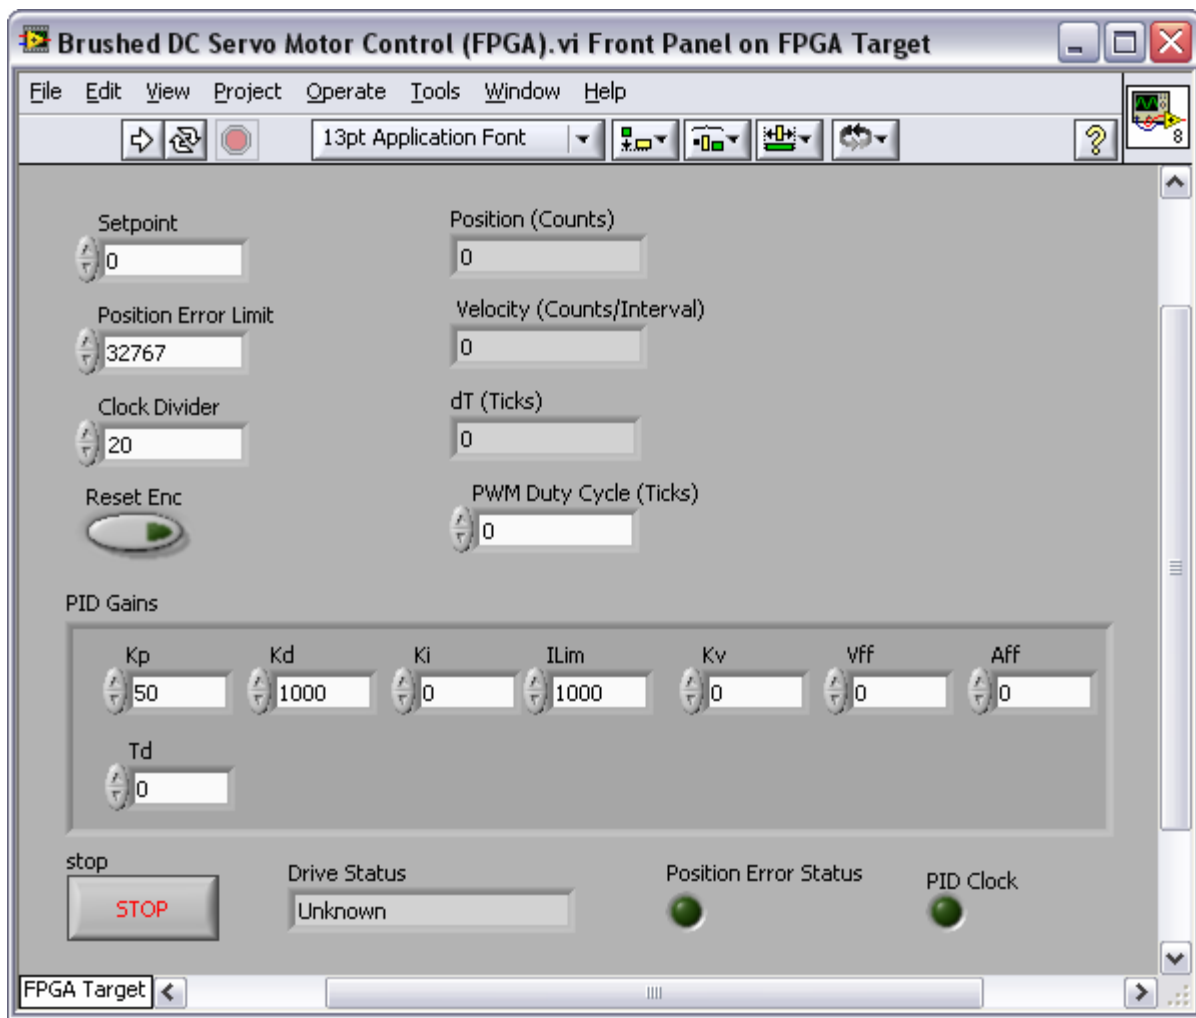 Brushed DC Servo Motor Control (FPGA).vi Front Panel on FPGA Target
File Edit View Project Operate Tools Window Help
13pt Application Font
?
8
Setpoint
0
Position (Counts)
0
Position Error Limit
32767
Velocity (Counts/Interval)
0
Clock Divider
20
dT (Ticks)
0
Reset Enc
PWM Duty Cycle (Ticks)
0
PID Gains
Kp Kd Ki ILim Kv Vff Aff
50 1000 0 1000 0 0 0
Td
0
stop
STOP
Drive Status
Unknown
Position Error Status
PID Clock
FPGA Target